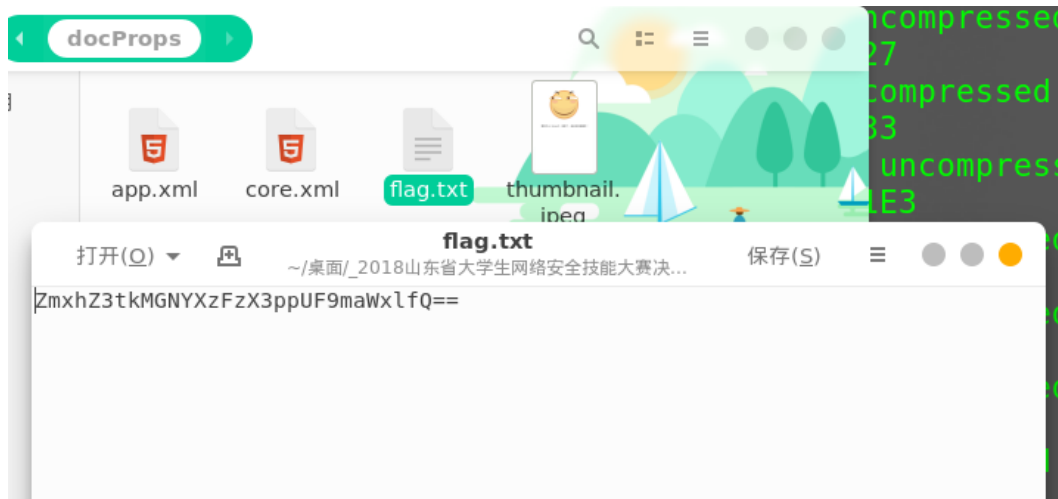 docProps
app.xml
core.xml
flag.txt
thumbnail.
jpeg
uncompressed
27
compressed
33
uncompress
1E3
打开(O)
flag.txt
~/桌面/_2018山东省大学生网络安全技能大赛决...
保存(S)
ZmxhZ3tkMGNYXzFzX3ppUF9maWxlfQ==